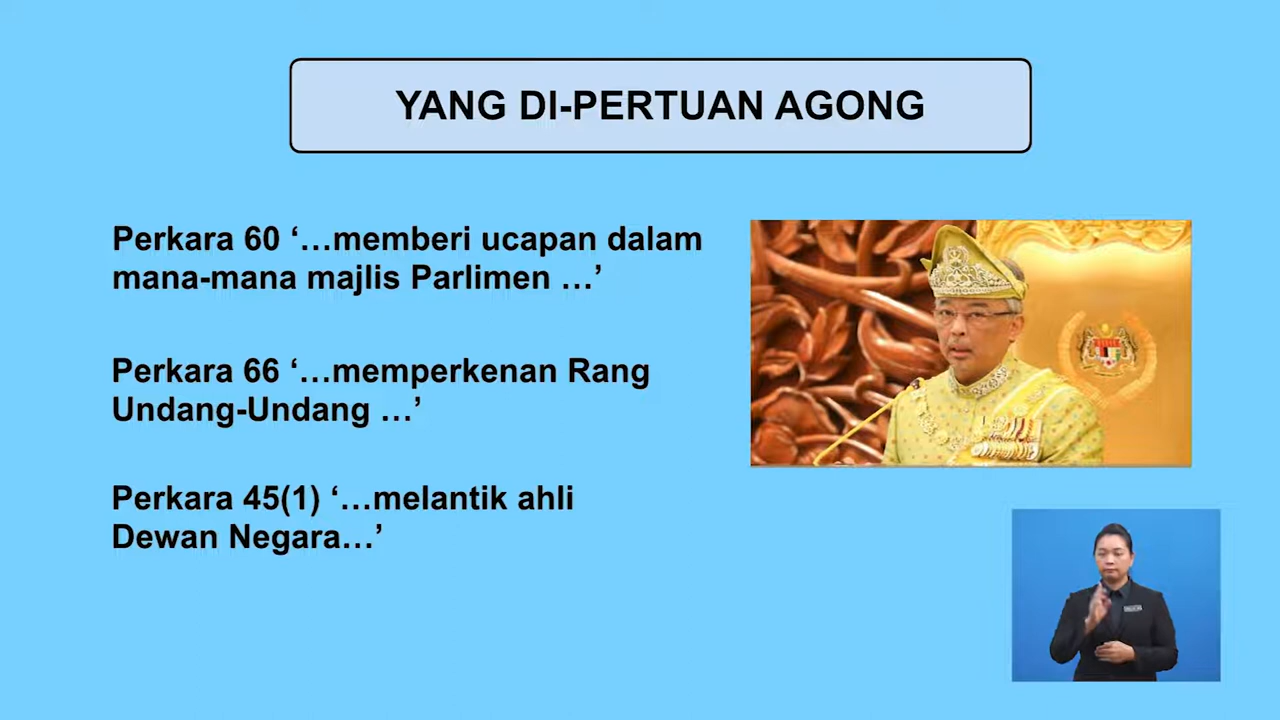 YANG DI-PERTUAN AGONG
Perkara 60 ‘…memberi ucapan dalam
mana-mana majlis Parlimen …’
Perkara 66 ‘…memperkenan Rang
Undang-Undang …’
Perkara 45(1) ‘…melantik ahli
Dewan Negara…’